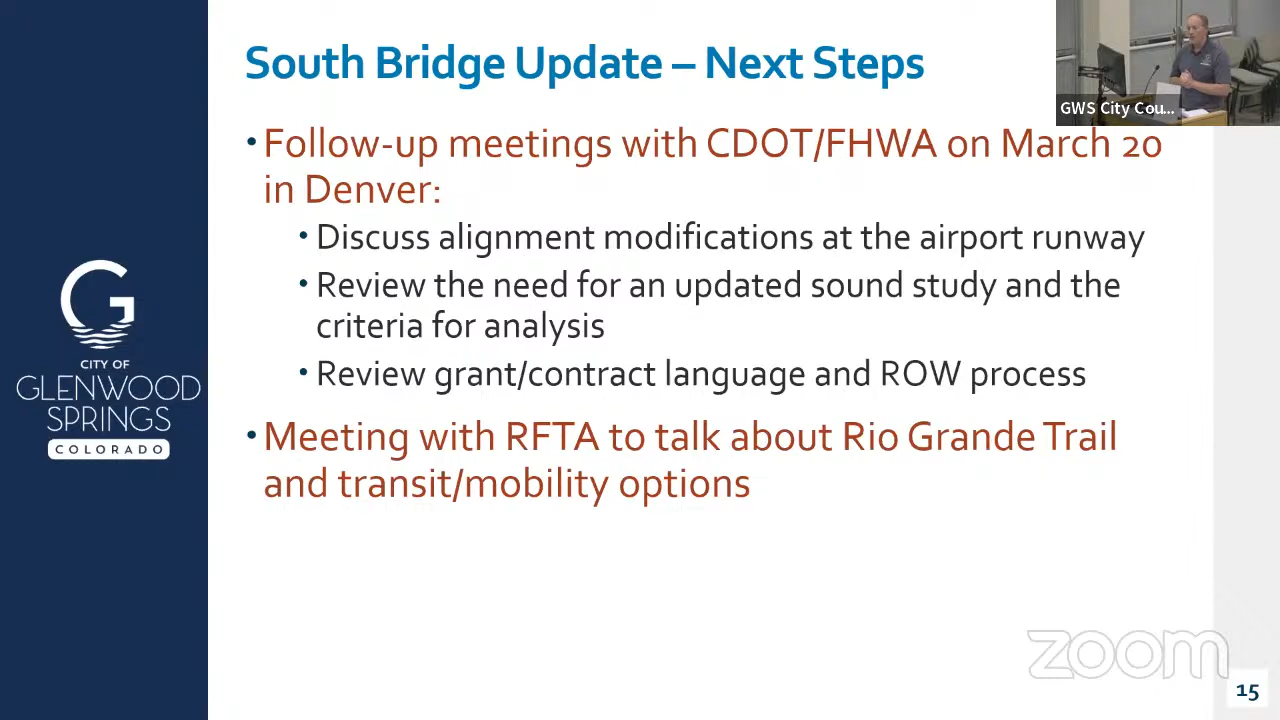 South Bridge Update – Next Steps
GWS City Cou...
•Follow-up meetings with CDOT/FHWA on March 20
in Denver:
•Discuss alignment modifications at the airport runway
•Review the need for an updated sound study and the
criteria for analysis
•Review grant/contract language and ROW process
•Meeting with RFTA to talk about Rio Grande Trail
and transit/mobility options
G
CITY OF
GLENWOOD
SPRINGS
COLORADO
zoom
15